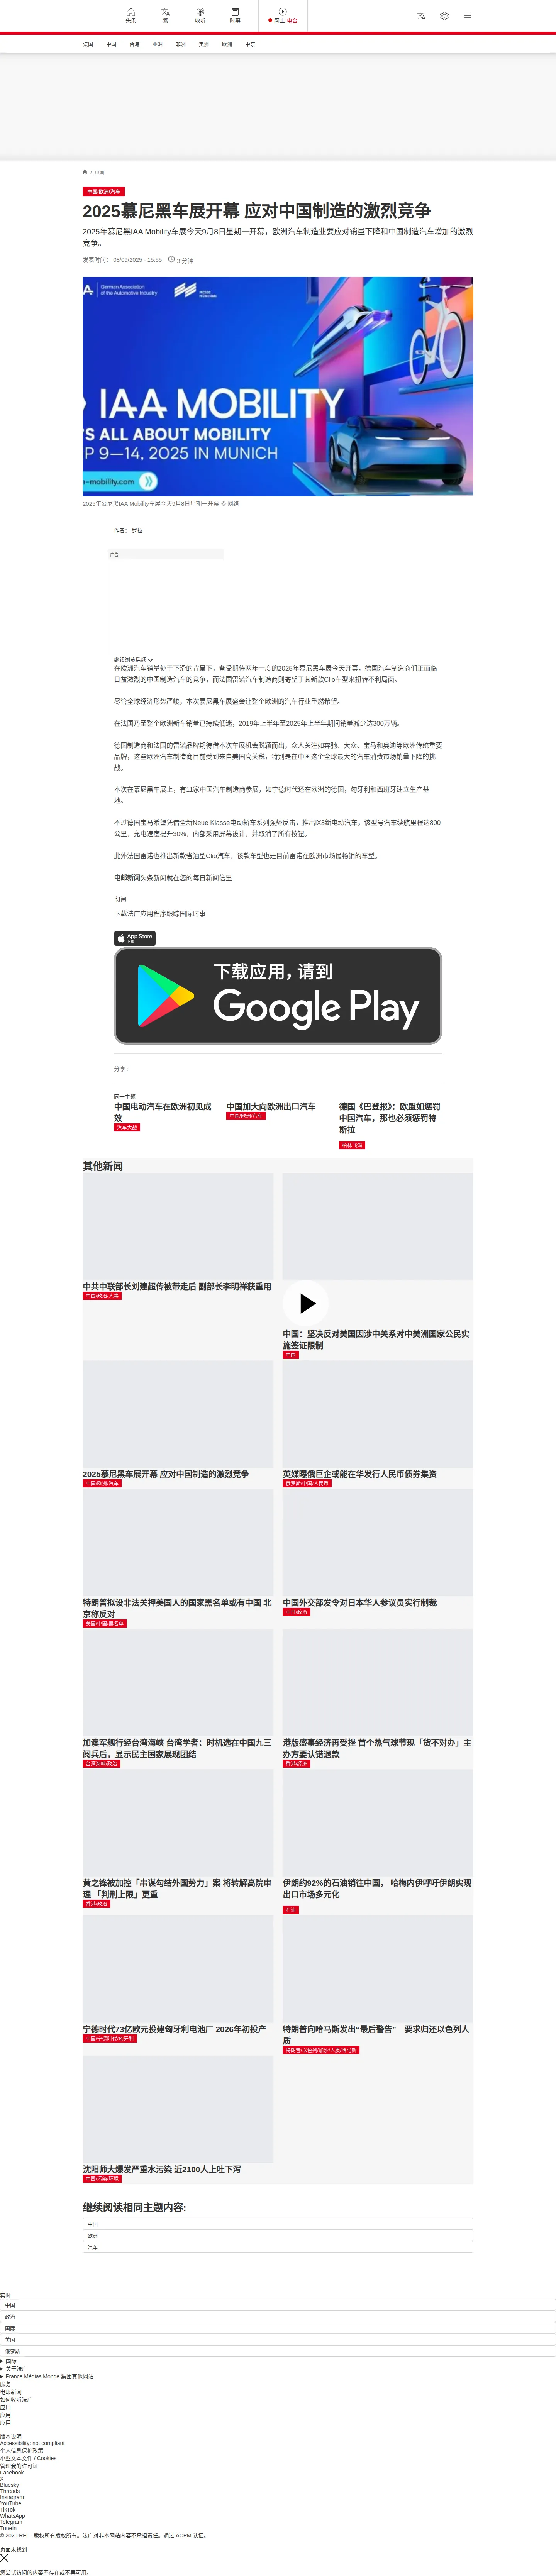 头条
繁
收听
时事
网上 电台
法国
中国
台海
亚洲
非洲
美洲
欧洲
中东
/ 中国
中国/欧洲/汽车
2025慕尼黑车展开幕 应对中国制造的激烈竞争
2025年慕尼黑IAA Mobility车展今天9月8日星期一开幕，欧洲汽车制造业要应对销量下降和中国制造汽车增加的激烈
竞争。
发表时间： 08/09/2025 - 15:55
3 分钟
German Association
of the Automotive Industry
MESSE
MÜNCHEN
IAA MOBILITY
'S ALL ABOUT MOBILITY
EP 9–14, 2025 IN MUNICH
a-mobility.com
2025年慕尼黑IAA Mobility车展今天9月8日星期一开幕 © 网络
作者： 梦拉
广告
继续浏览后续
在欧洲汽车销量处于下滑的背景下，备受期待两年一度的2025年慕尼黑车展今天开幕，德国汽车制造商们正面临
日益激烈的中国制造汽车的竞争，而法国雷诺汽车制造商则寄望于其新款Clio车型来扭转不利局面。
尽管全球经济形势严峻，本次慕尼黑车展盛会让整个欧洲的汽车行业重燃希望。
在法国乃至整个欧洲新车销量已持续低迷，2019年上半年至2025年上半年期间销量减少达300万辆。
德国制造商和法国的雷诺品牌期待借本次车展机会脱颖而出，众人关注如奔驰、大众、宝马和奥迪等欧洲传统重要
品牌，这些欧洲汽车制造商目前受到来自美国高关税，特别是在中国这个全球最大的汽车消费市场销量下降的挑
战。
本次在慕尼黑车展上，有11家中国汽车制造商参展，如宁德时代还在欧洲的德国，匈牙利和西班牙建立生产基
地。
不过德国宝马希望凭借全新Neue Klasse电动轿车系列强势反击，推出iX3新电动汽车，该型号汽车续航里程达800
公里，充电速度提升30%，内部采用屏幕设计，并取消了所有按钮。
此外法国雷诺也推出新款省油型Clio汽车，该款车型也是目前雷诺在欧洲市场最畅销的车型。
电邮新闻头条新闻就在您的每日新闻信里
订阅
下载法广应用程序跟踪国际时事
App Store
下载
下载应用，请到
Google Play
分享 :
同一主题
中国电动汽车在欧洲初见成
效
汽车大战
中国加大向欧洲出口汽车
中国/欧洲/汽车
德国《巴登报》：欧盟如惩罚
中国汽车，那也必须惩罚特
斯拉
柏林飞鸿
其他新闻
中共中联部长刘建超传被带走后 副部长李明祥获重用
中国/政治/人事
中国：坚决反对美国因涉中关系对中美洲国家公民实
施签证限制
中国
2025慕尼黑车展开幕 应对中国制造的激烈竞争
中国/欧洲/汽车
英媒曝俄巨企或能在华发行人民币债券集资
俄罗斯/中国/人民币
特朗普拟设非法关押美国人的国家黑名单或有中国 北
京称反对
美国/中国/黑名单
中国外交部发令对日本华人参议员实行制裁
中日/政治
加澳军舰行经台湾海峡 台湾学者：时机选在中国九三
阅兵后，显示民主国家展现团结
台湾海峡/政治
港版盛事经济再受挫 首个热气球节现「货不对办」主
办方要认错退款
香港/经济
黄之锋被加控「串谋勾结外国势力」案 将转解高院审
理 「判刑上限」更重
香港/政治
伊朗约92%的石油销往中国， 哈梅内伊呼吁伊朗实现
出口市场多元化
石油
宁德时代73亿欧元投建匈牙利电池厂 2026年初投产
中国/宁德时代/匈牙利
特朗普向哈马斯发出“最后警告” 要求归还以色列人
质
特朗普/以色列/加沙/人质/哈马斯
沈阳师大爆发严重水污染 近2100人上吐下泻
中国/污染/环境
继续阅读相同主题内容:
中国
欧洲
汽车
实时
中国
政治
国际
美国
俄罗斯
国际
关于法广
France Médias Monde 集团其他网站
服务
电邮新闻
如何收听法广
应用
应用
应用
版本说明
Accessibility: not compliant
个人信息保护政策
小型文本文件 / Cookies
管理我的许可证
Facebook
X
Bluesky
Threads
Instagram
YouTube
TikTok
WhatsApp
Telegram
TuneIn
© 2025 RFI – 版权所有版权所有。法广对非本网站内容不承担责任。通过 ACPM 认证。
页面未找到
您尝试访问的内容不存在或不再可用。